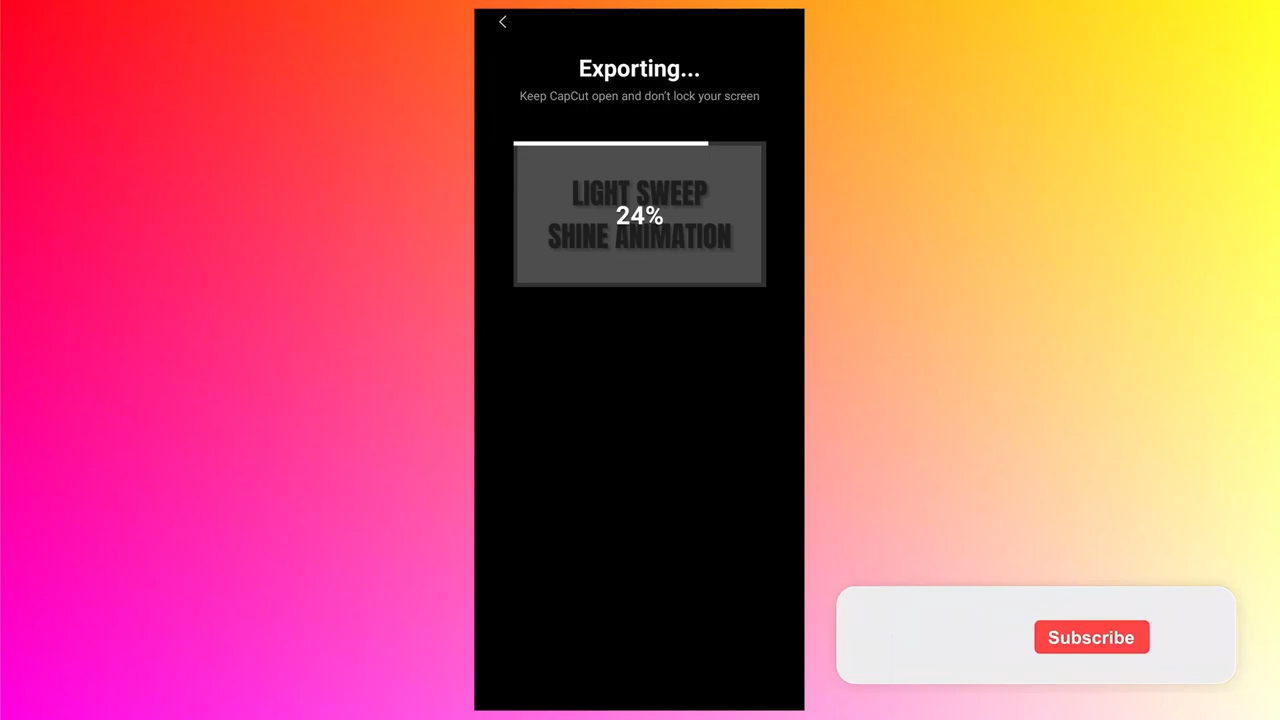 Exporting...
Keep CapCut open and don't lock your screen
LIGHT SWEEP
24%
SHINE ANIMATION
Subscribe